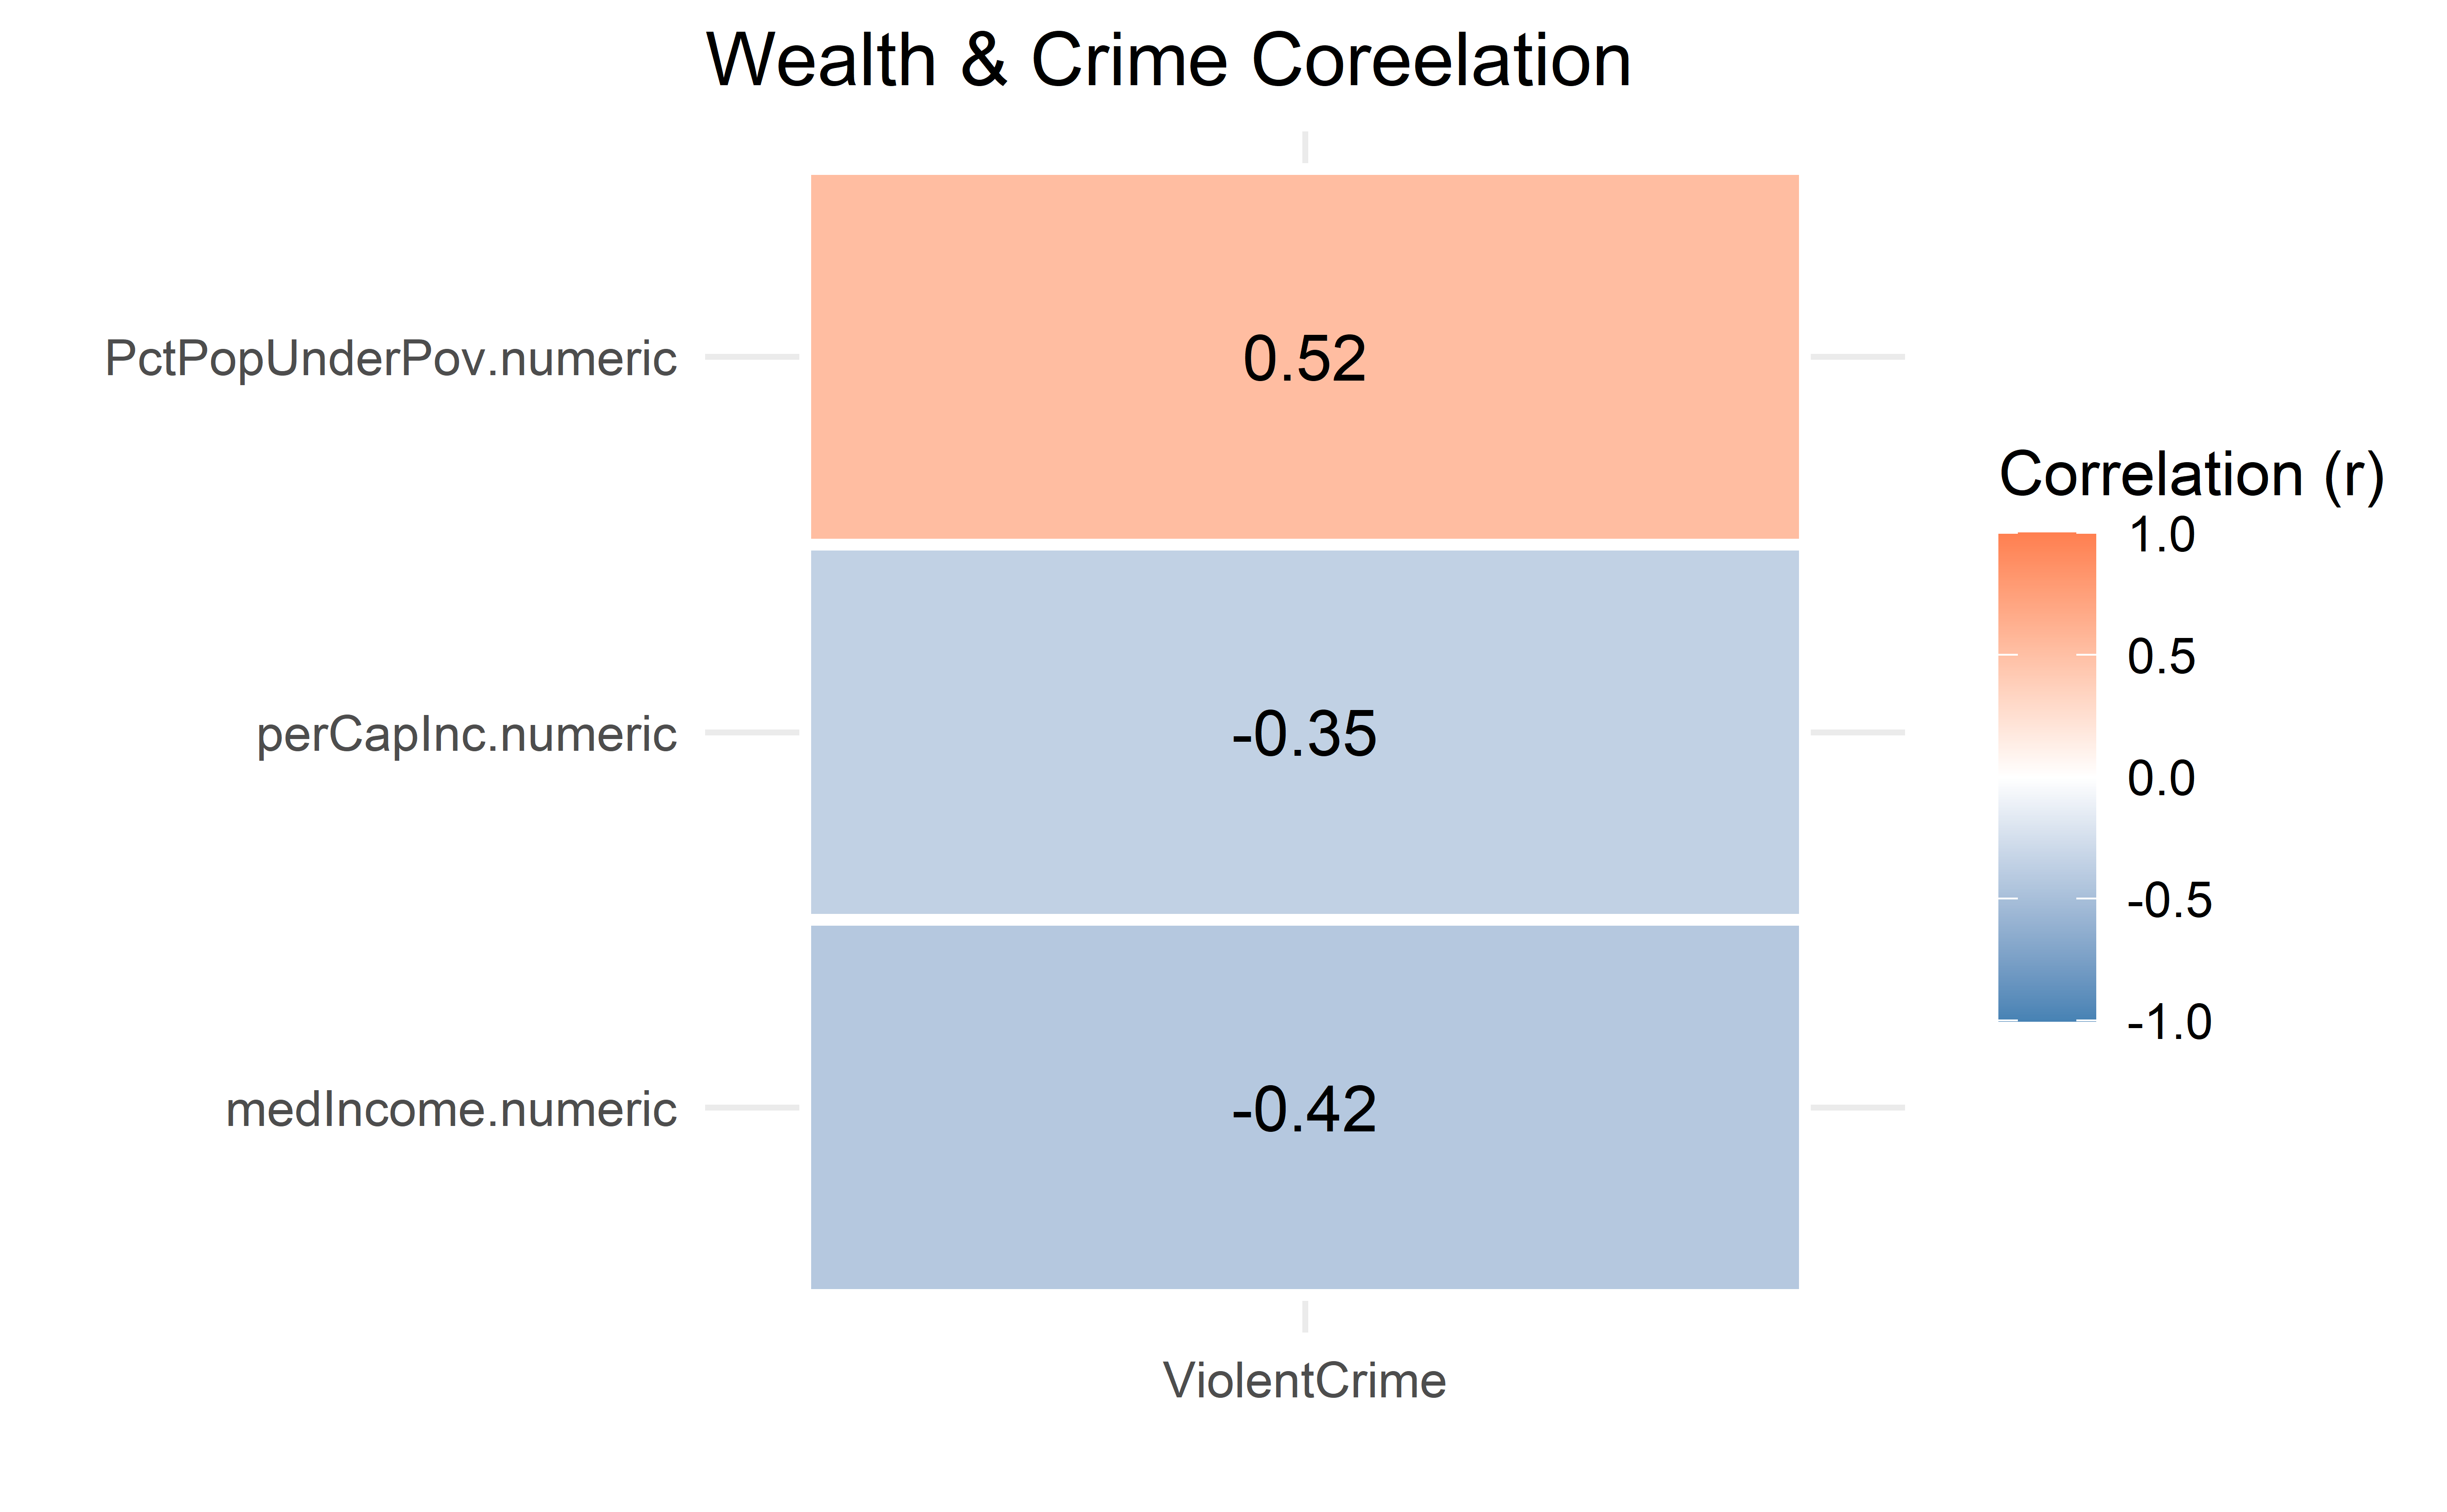 Wealth & Crime Coreelation
PctPopUnderPov.numeric
0.52
perCapInc.numeric
-0.35
medIncome.numeric
-0.42
ViolentCrime
Correlation (r)
1.0
0.5
0.0
-0.5
-1.0